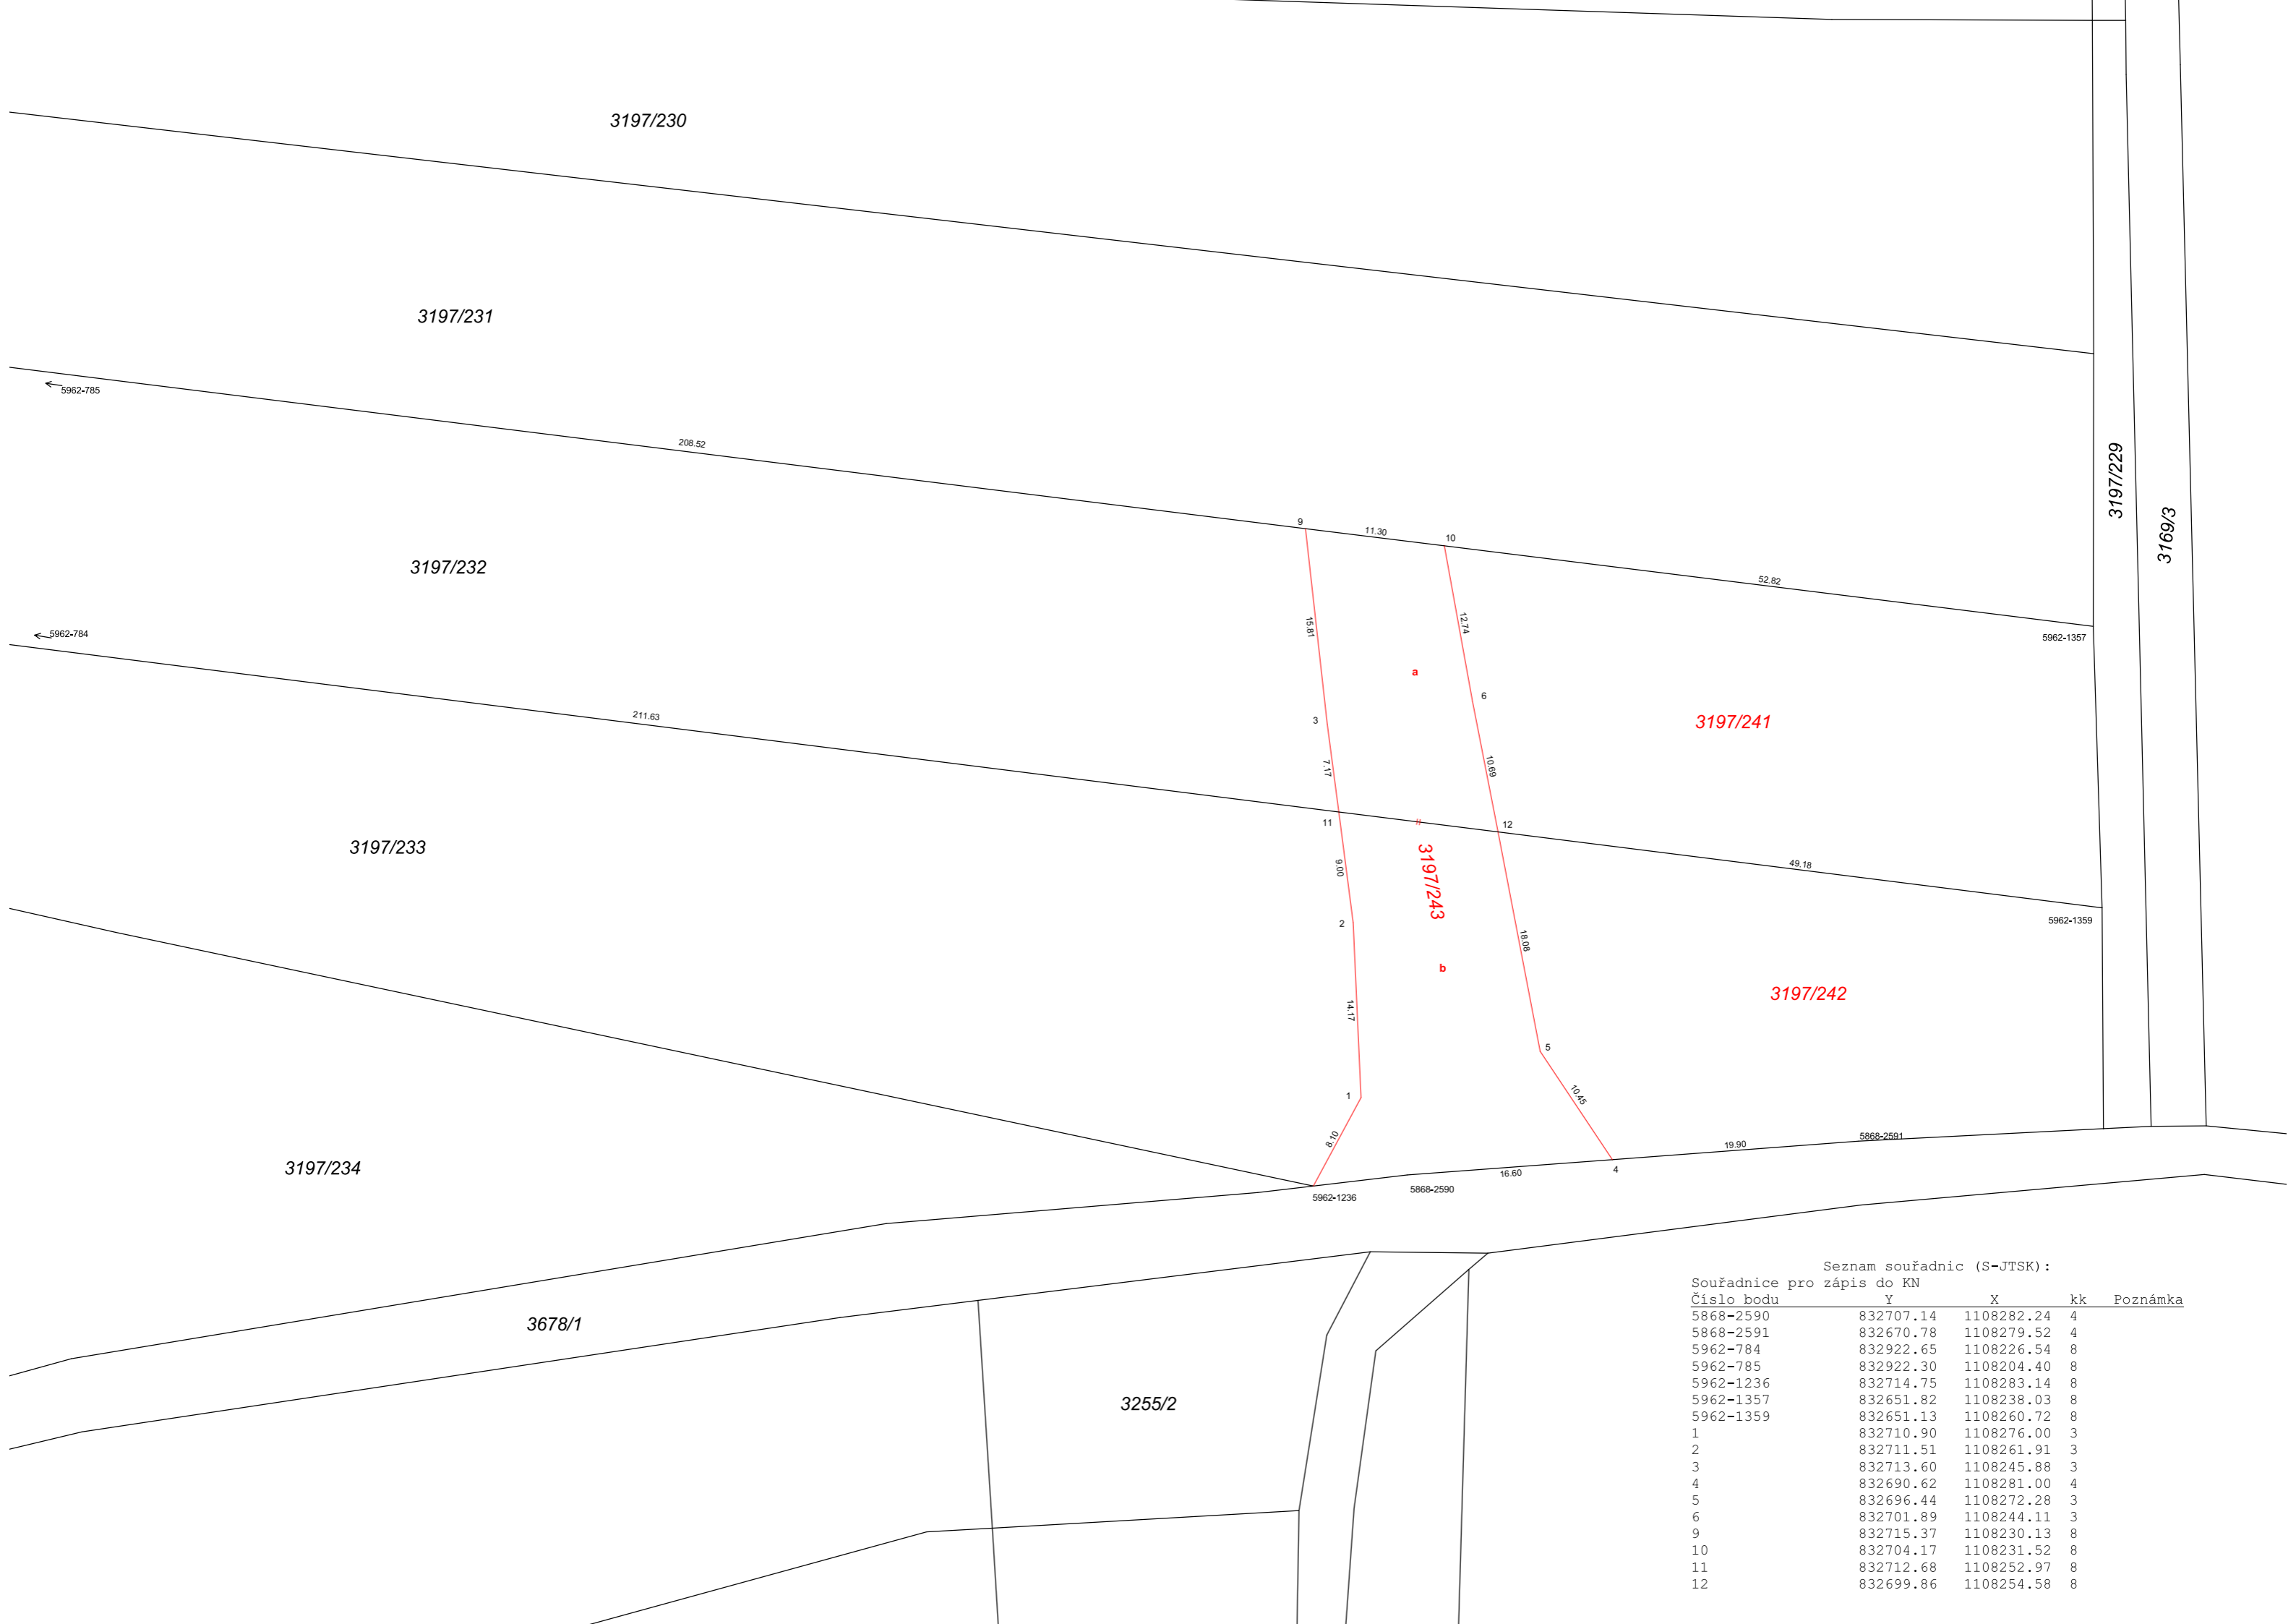 3197/230
3197/231
5962-785
208.52
3197/229
3169/3
9
11.30
10
3197/232
52.82
5962-784
15.81
12.74
5962-1357
a
6
211.63
3
3197/241
7.17
10.69
11
12
3197/233
3197/243
9.00
49.18
2
5962-1359
18.08
b
3197/242
14.17
5
1
10.45
8.10
5868-2591
19.90
3197/234
16.60
4
5962-1236
5868-2590
3678/1
3255/2
Seznam souřadnic (S-JTSK):
Souřadnice pro zápis do KN
Číslo bodu Y X kk Poznámka
5868-2590 832707.14 1108282.24 4
5868-2591 832670.78 1108279.52 4
5962-784 832922.65 1108226.54 8
5962-785 832922.30 1108204.40 8
5962-1236 832714.75 1108283.14 8
5962-1357 832651.82 1108238.03 8
5962-1359 832651.13 1108260.72 8
1 832710.90 1108276.00 3
2 832711.51 1108261.91 3
3 832713.60 1108245.88 3
4 832690.62 1108281.00 4
5 832696.44 1108272.28 3
6 832701.89 1108244.11 3
9 832715.37 1108230.13 8
10 832704.17 1108231.52 8
11 832712.68 1108252.97 8
12 832699.86 1108254.58 8